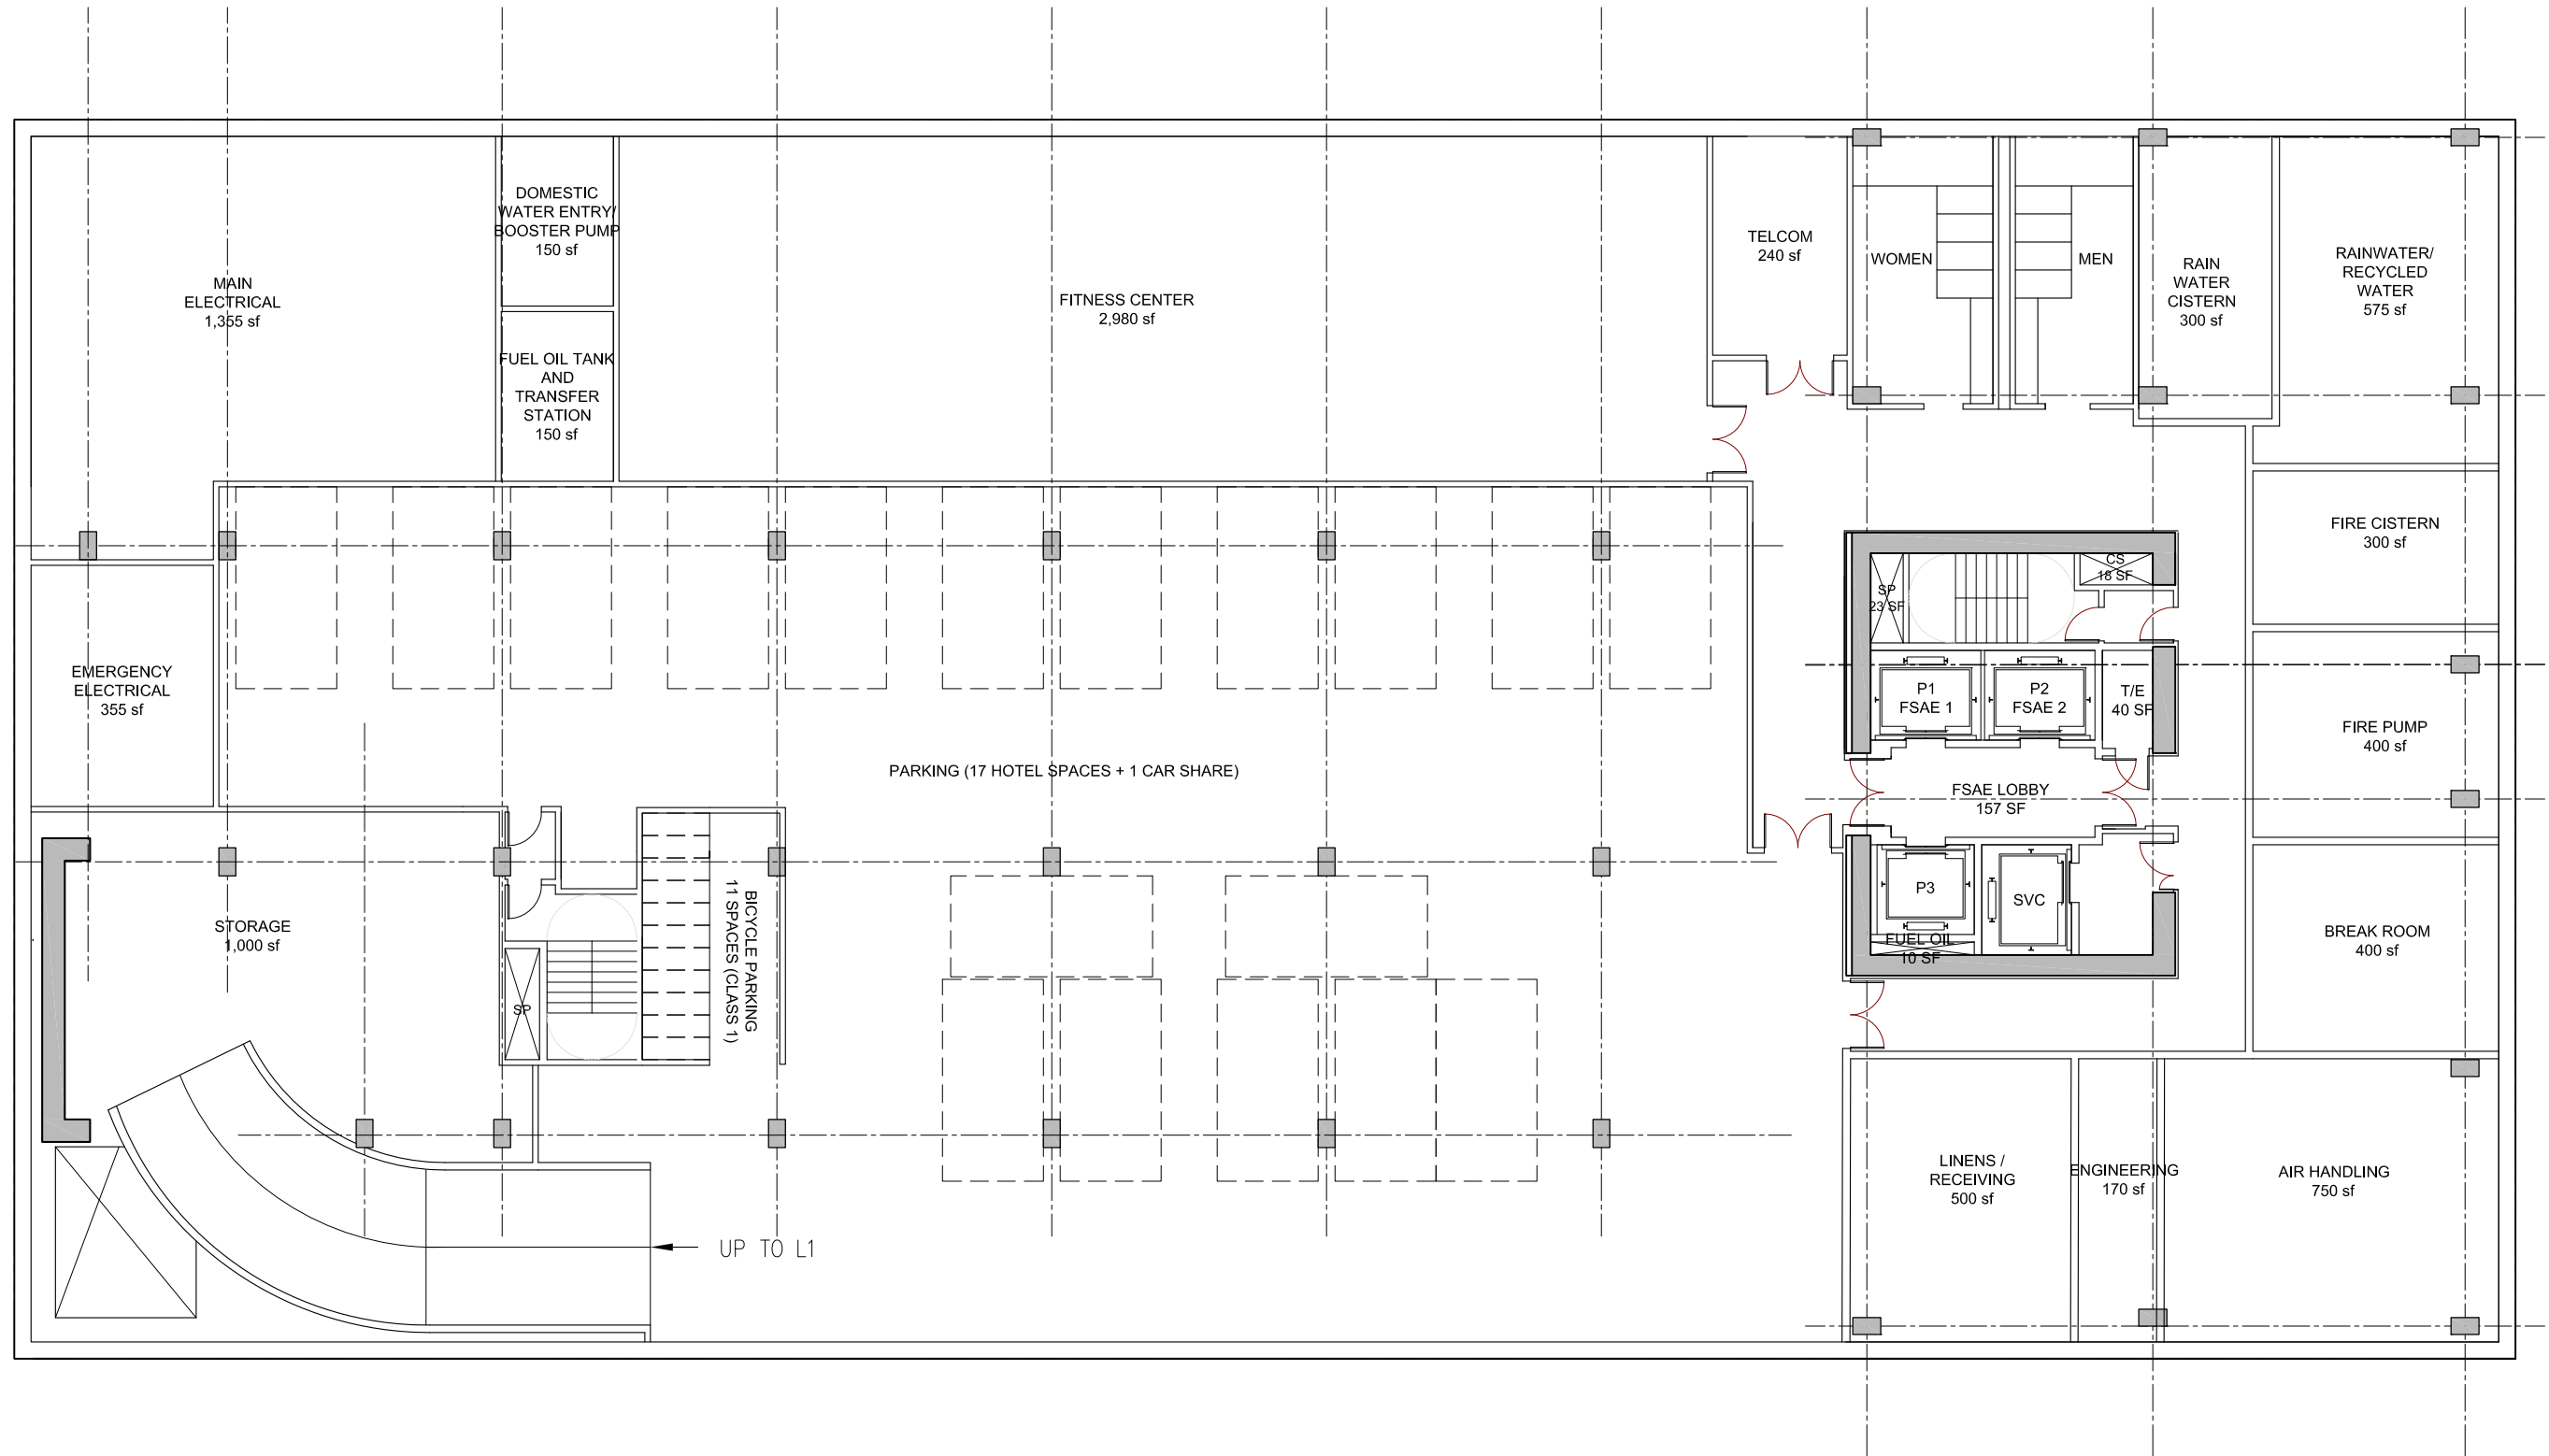 DOMESTIC
WATER ENTRY/
BOOSTER PUMP
150 sf
MAIN
ELECTRICAL
1,355 sf
FUEL OIL TANK
AND
TRANSFER
STATION
150 sf
FITNESS CENTER
2,980 sf
TELCOM
240 sf
WOMEN
MEN
RAIN
WATER
CISTERN
300 sf
RAINWATER/
RECYCLED
WATER
575 sf
FIRE CISTERN
300 sf
CS
18 SF
SP
23 SF
EMERGENCY
ELECTRICAL
355 sf
P1
FSAE 1
P2
FSAE 2
T/E
40 SF
FIRE PUMP
400 sf
PARKING (17 HOTEL SPACES + 1 CAR SHARE)
FSAE LOBBY
157 SF
P3
SVC
FUEL OIL
10 SF
BREAK ROOM
400 sf
STORAGE
1,000 sf
BICYCLE PARKING
11 SPACES (CLASS 1)
SP
LINENS /
RECEIVING
500 sf
ENGINEERING
170 sf
AIR HANDLING
750 sf
UP TO L1